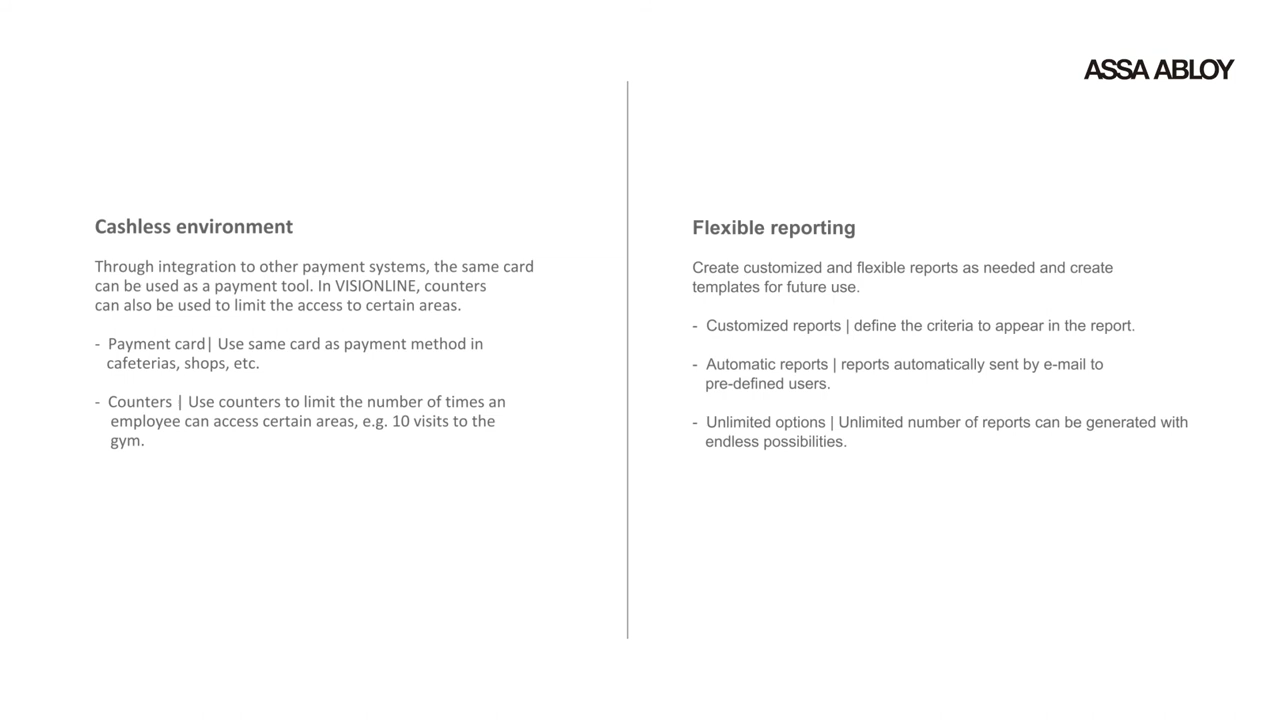 ASSA ABLOY
Cashless environment
Through integration to other payment systems, the same card
can be used as a payment tool. In VISIONLINE, counters
can also be used to limit the access to certain areas.
- Payment card| Use same card as payment method in
cafeterias, shops, etc.
- Counters | Use counters to limit the number of times an
employee can access certain areas, e.g. 10 visits to the
gym.
Flexible reporting
Create customized and flexible reports as needed and create
templates for future use.
- Customized reports | define the criteria to appear in the report.
- Automatic reports | reports automatically sent by e-mail to
pre-defined users.
- Unlimited options | Unlimited number of reports can be generated with
endless possibilities.